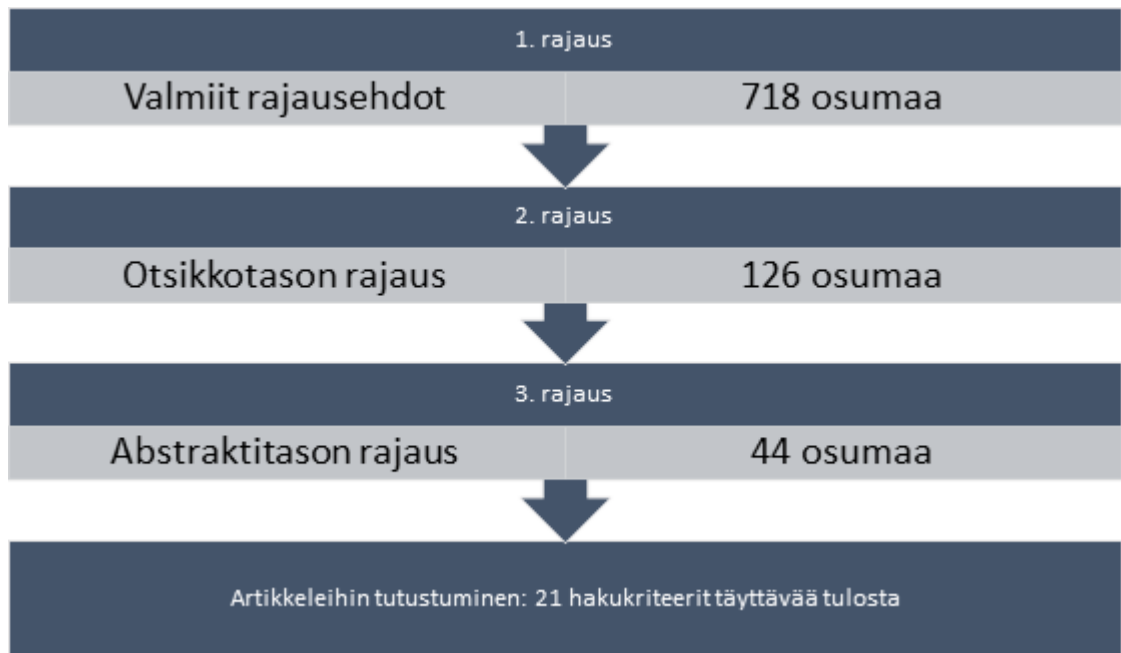 1. rajaus
Valmiit rajausehdot 718 osumaa
2. rajaus
Otsikkotason rajaus 126 osumaa
3. rajaus
Abstraktitason rajaus 44 osumaa
Artikkeleihin tutustuminen: 21 hakukriteerit täyttävää tulosta